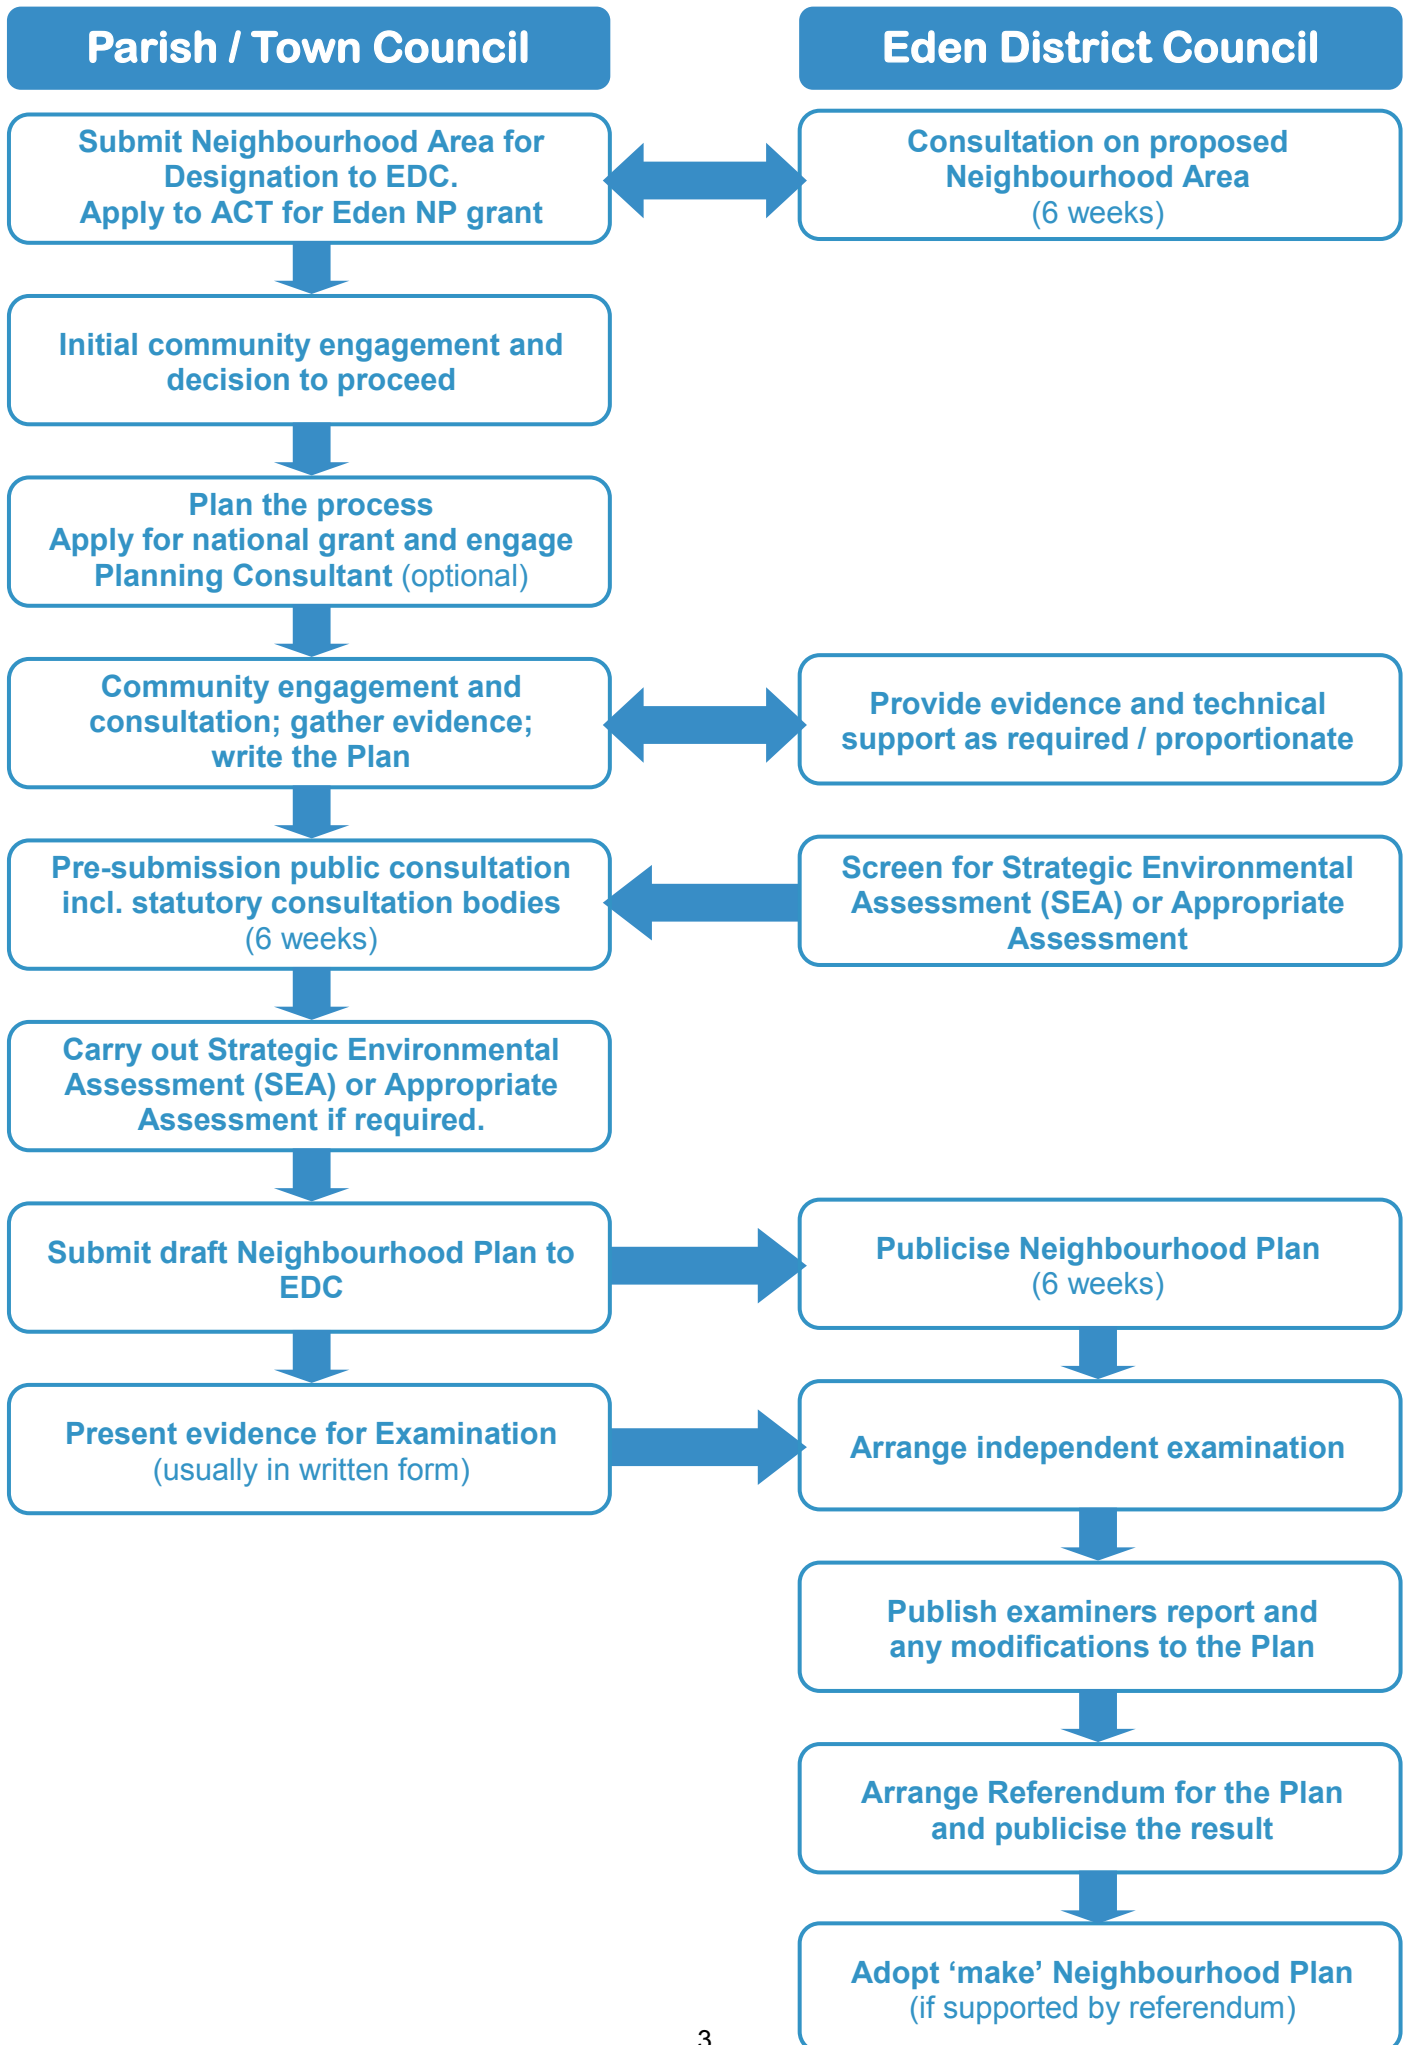 Parish / Town Council
Eden District Council
Submit Neighbourhood Area for
Designation to EDC.
Apply to ACT for Eden NP grant
Consultation on proposed
Neighbourhood Area
(6 weeks)
Initial community engagement and
decision to proceed
Plan the process
Apply for national grant and engage
Planning Consultant (optional)
Community engagement and
consultation; gather evidence;
write the Plan
Provide evidence and technical
support as required / proportionate
Pre-submission public consultation
incl. statutory consultation bodies
(6 weeks)
Screen for Strategic Environmental
Assessment (SEA) or Appropriate
Assessment
Carry out Strategic Environmental
Assessment (SEA) or Appropriate
Assessment if required.
Submit draft Neighbourhood Plan to
EDC
Publicise Neighbourhood Plan
(6 weeks)
Present evidence for Examination
(usually in written form)
Arrange independent examination
Publish examiners report and
any modifications to the Plan
Arrange Referendum for the Plan
and publicise the result
Adopt ‘make’ Neighbourhood Plan
(if supported by referendum)
3